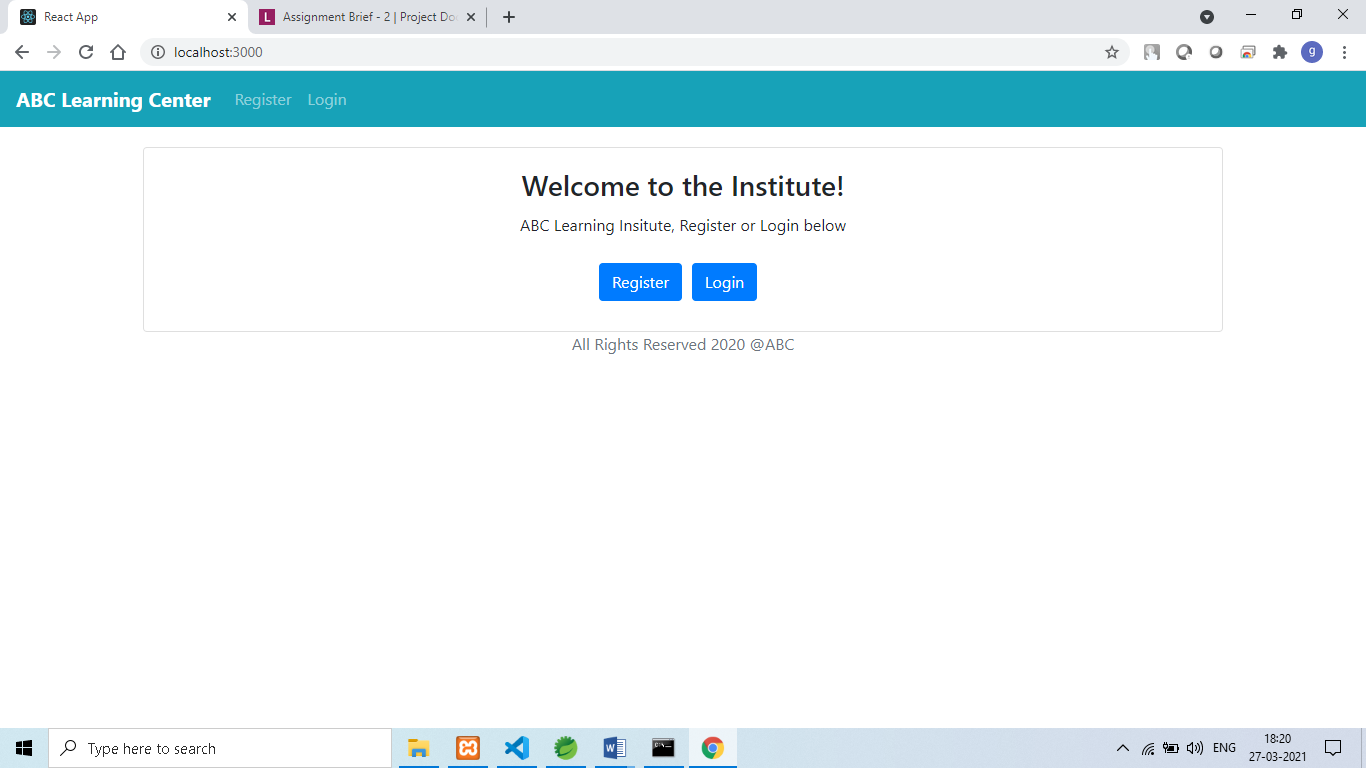 React App
Assignment Brief - 2 | Project Do
localhost:3000
g
ABC Learning Center Register Login
Welcome to the Institute!
ABC Learning Insitute, Register or Login below
Register Login
All Rights Reserved 2020 @ABC
Type here to search
ENG
18:20
27-03-2021